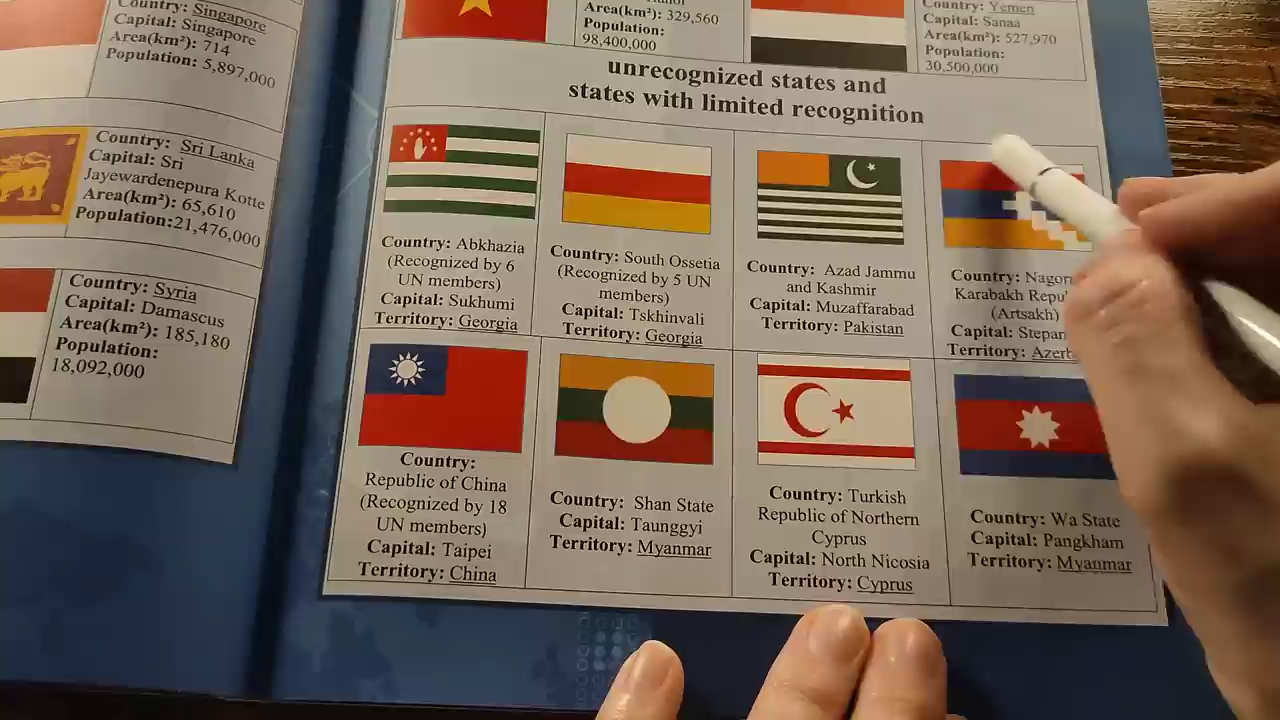 Country: Singapore
Capital: Singapore
Area(km²): 714
Population: 5,897,000
Country: Sri Lanka
Capital: Sri
Jayewardenepura Kotte
Area(km²): 65,610
Population:21,476,000
Country: Syria
Capital: Damascus
Area(km²): 185,180
Population:
18,092,000
Area(km²): 329,560
Population:
98,400,000
Country: Yemen
Capital: Sanaa
Area(km²): 527,970
Population:
30,500,000
unrecognized states and
states with limited recognition
Country: Abkhazia
(Recognized by 6
UN members)
Capital: Sukhumi
Territory: Georgia
Country: South Ossetia
(Recognized by 5 UN
members)
Capital: Tskhinvali
Territory: Georgia
Country: Azad Jammu
and Kashmir
Capital: Muzaffarabad
Territory: Pakistan
Country:
Karabakh
(Artsakh)
Capital:
Territory:
Country:
Republic of China
(Recognized by 18
UN members)
Capital: Taipei
Territory: China
Country: Shan State
Capital: Taunggyi
Territory: Myanmar
Country: Turkish
Republic of Northern
Cyprus
Capital: North Nicosia
Territory: Cyprus
Country: Wa State
Capital: Pangkham
Territory: Myanmar